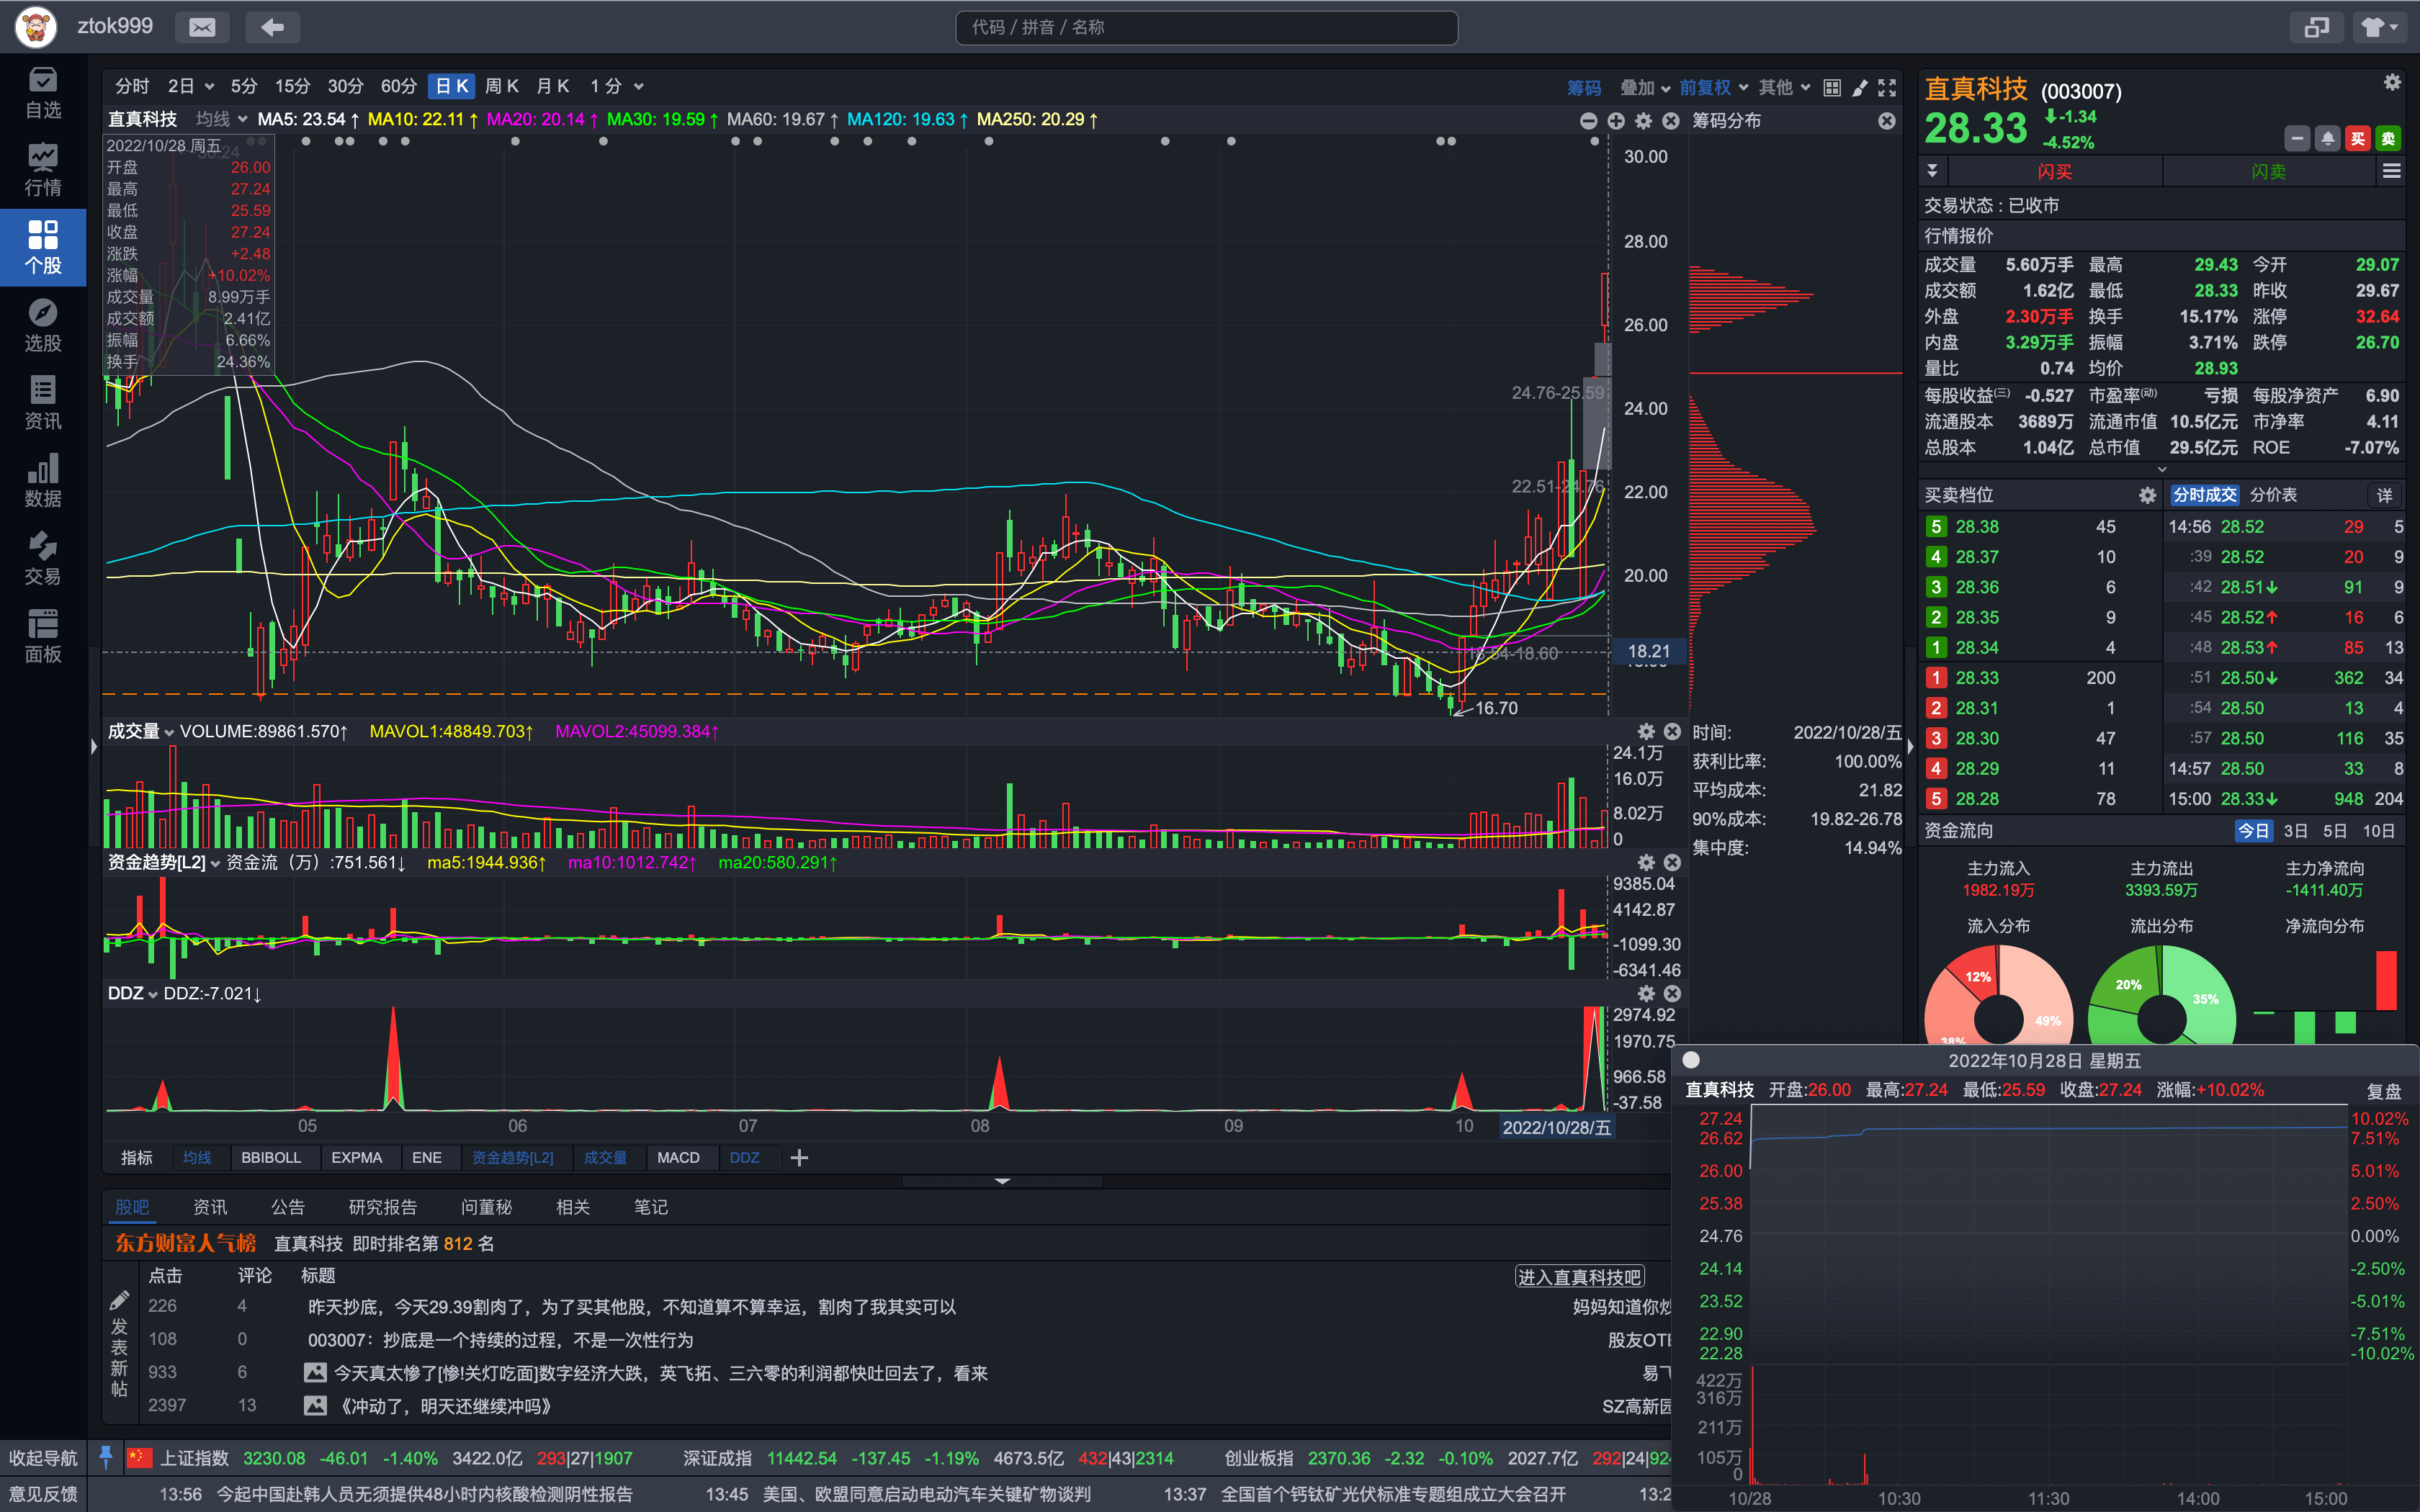 ztok999
代码 / 拼音 / 名称
自选
行情
个股
选股
资讯
数据
交易
面板
分时 2日 5分 15分 30分 60分 日K 周K 月K 1分 筹码 叠加 前复权 其他
直真科技 均线 MA5: 23.54↑ MA10: 22.11↑ MA20: 20.14↑ MA30: 19.59↑ MA60: 19.67↑ MA120: 19.63↑ MA250: 20.29↑
筹码分布
2022/10/28 周五
开盘 26.00
最高 27.24
最低 25.59
收盘 27.24
涨跌 +2.48
涨幅 +10.02%
成交量 8.99万手
成交额 2.41亿
振幅 6.66%
换手 24.36%
30.00
28.00
26.00
24.76-25.59
24.00
22.51-24.76
22.00
20.00
18.21
18.54-18.60
16.70
成交量 VOLUME:89861.570↑ MAVOL1:48849.703↑ MAVOL2:45099.384↑
24.1万
16.0万
8.02万
0
资金趋势[L2] 资金流（万）:751.561↓ ma5:1944.936↑ ma10:1012.742↑ ma20:580.291↑
9385.04
4142.87
-1099.30
-6341.46
DDZ DDZ:-7.021↓
2974.92
1970.75
966.58
-37.58
05 06 07 08 09 10 2022/10/28/五
指标 均线 BBIBOLL EXPMA ENE 资金趋势[L2] 成交量 MACD DDZ
时间: 2022/10/28/五
获利比率: 100.00%
平均成本: 21.82
90%成本: 19.82-26.78
集中度: 14.94%
股吧 资讯 公告 研究报告 问董秘 相关 笔记
东方财富人气榜 直真科技 即时排名第 812 名
点击 评论 标题 进入直真科技吧
发表新帖
226 4 昨天抄底，今天29.39割肉了，为了买其他股，不知道算不算幸运，割肉了我其实可以 妈妈知道你炒
108 0 003007：抄底是一个持续的过程，不是一次性行为 股友OTE
933 6 今天真太惨了[惨!关灯吃面]数字经济大跌，英飞拓、三六零的利润都快吐回去了，看来 易飞
2397 13 《冲动了，明天还继续冲吗》 SZ高新园
直真科技 (003007)
28.33 -1.34
-4.52%
买 卖
闪买 闪卖
交易状态：已收市
行情报价
成交量 5.60万手 最高 29.43 今开 29.07
成交额 1.62亿 最低 28.33 昨收 29.67
外盘 2.30万手 换手 15.17% 涨停 32.64
内盘 3.29万手 振幅 3.71% 跌停 26.70
量比 0.74 均价 28.93
每股收益(三) -0.527 市盈率(动) 亏损 每股净资产 6.90
流通股本 3689万 流通市值 10.5亿元 市净率 4.11
总股本 1.04亿 总市值 29.5亿元 ROE -7.07%
买卖档位 分时成交 分价表 详
5 28.38 45 14:56 28.52 29 5
4 28.37 10 :39 28.52 20 9
3 28.36 6 :42 28.51↓ 91 9
2 28.35 9 :45 28.52↑ 16 6
1 28.34 4 :48 28.53↑ 85 13
1 28.33 200 :51 28.50↓ 362 34
2 28.31 1 :54 28.50 13 4
3 28.30 47 :57 28.50 116 35
4 28.29 11 14:57 28.50 33 8
5 28.28 78 15:00 28.33↓ 948 204
资金流向 今日 3日 5日 10日
主力流入 主力流出 主力净流向
1982.19万 3393.59万 -1411.40万
流入分布 流出分布 净流向分布
12% 49% 38%
20% 35%
2022年10月28日 星期五
直真科技 开盘:26.00 最高:27.24 最低:25.59 收盘:27.24 涨幅:+10.02% 复盘
27.24 10.02%
26.62 7.51%
26.00 5.01%
25.38 2.50%
24.76 0.00%
24.14 -2.50%
23.52 -5.01%
22.90 -7.51%
22.28 -10.02%
422万
316万
211万
105万
0
10/28 10:30 11:30 14:00 15:00
收起导航 上证指数 3230.08 -46.01 -1.40% 3422.0亿 293|27|1907 深证成指 11442.54 -137.45 -1.19% 4673.5亿 432|43|2314 创业板指 2370.36 -2.32 -0.10% 2027.7亿 292|24|924
意见反馈 13:56 今起中国赴韩人员无须提供48小时内核酸检测阴性报告 13:45 美国、欧盟同意启动电动汽车关键矿物谈判 13:37 全国首个钙钛矿光伏标准专题组成立大会召开 13:2